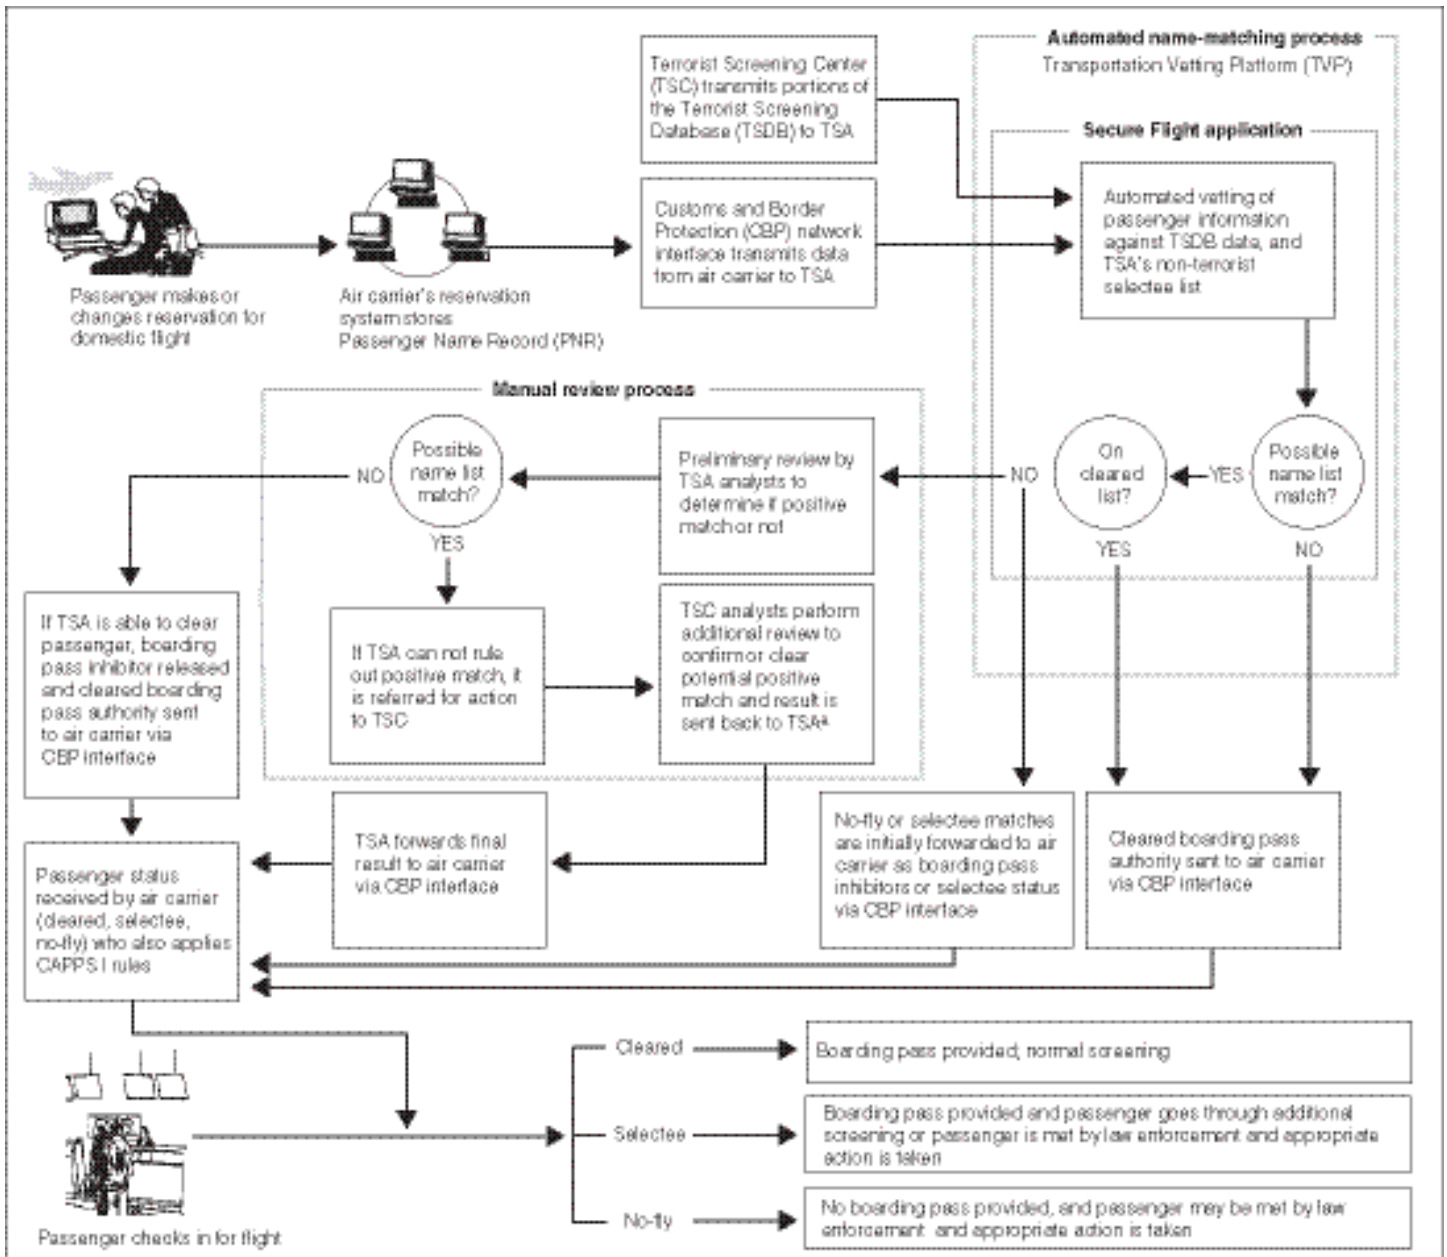 Terrorist Screening Center
(TSC) transmits portions of
the Terrorist Screening
Database (TSDB) to TSA
Automated name-matching process
Transportation Vetting Platform (TVP)
Secure Flight application
Customs and Border
Protection (CBP) network
interface transmits data
from air carrier to TSA
Automated vetting of
passenger information
against TSDB data, and
TSA's non-terrorist
selectee list
Passenger makes or
changes reservation for
domestic flight
Air carrier's reservation
system stores
Passenger Name Record (PNR)
Manual review process
Possible
name list
match?
NO
YES
Preliminary review by
TSA analysts to
determine if positive
match or not
NO
On
cleared
list?
YES
YES
Possible
name list
match?
NO
If TSA is able to clear
passenger, boarding
pass inhibitor released
and cleared boarding
pass authority sent
to air carrier via
CBP interface
If TSA can not rule
out positive match, it
is referred for action
to TSC
TSC analysts perform
additional review to
confirm or clear
potential positive
match and result is
sent back to TSAa
Passenger status
received by air carrier
(cleared, selectee,
no-fly) who also applies
CAPPS I rules
TSA forwards final
result to air carrier
via CBP interface
No-fly or selectee matches
are initially forwarded to air
carrier as boarding pass
inhibitors or selectee status
via CBP interface
Cleared boarding pass
authority sent to air carrier
via CBP interface
Passenger checks in for flight
Cleared
Boarding pass provided; normal screening
Selectee
Boarding pass provided and passenger goes through additional
screening or passenger is met by law enforcement and appropriate
action is taken
No-fly
No boarding pass provided, and passenger may be met by law
enforcement and appropriate action is taken